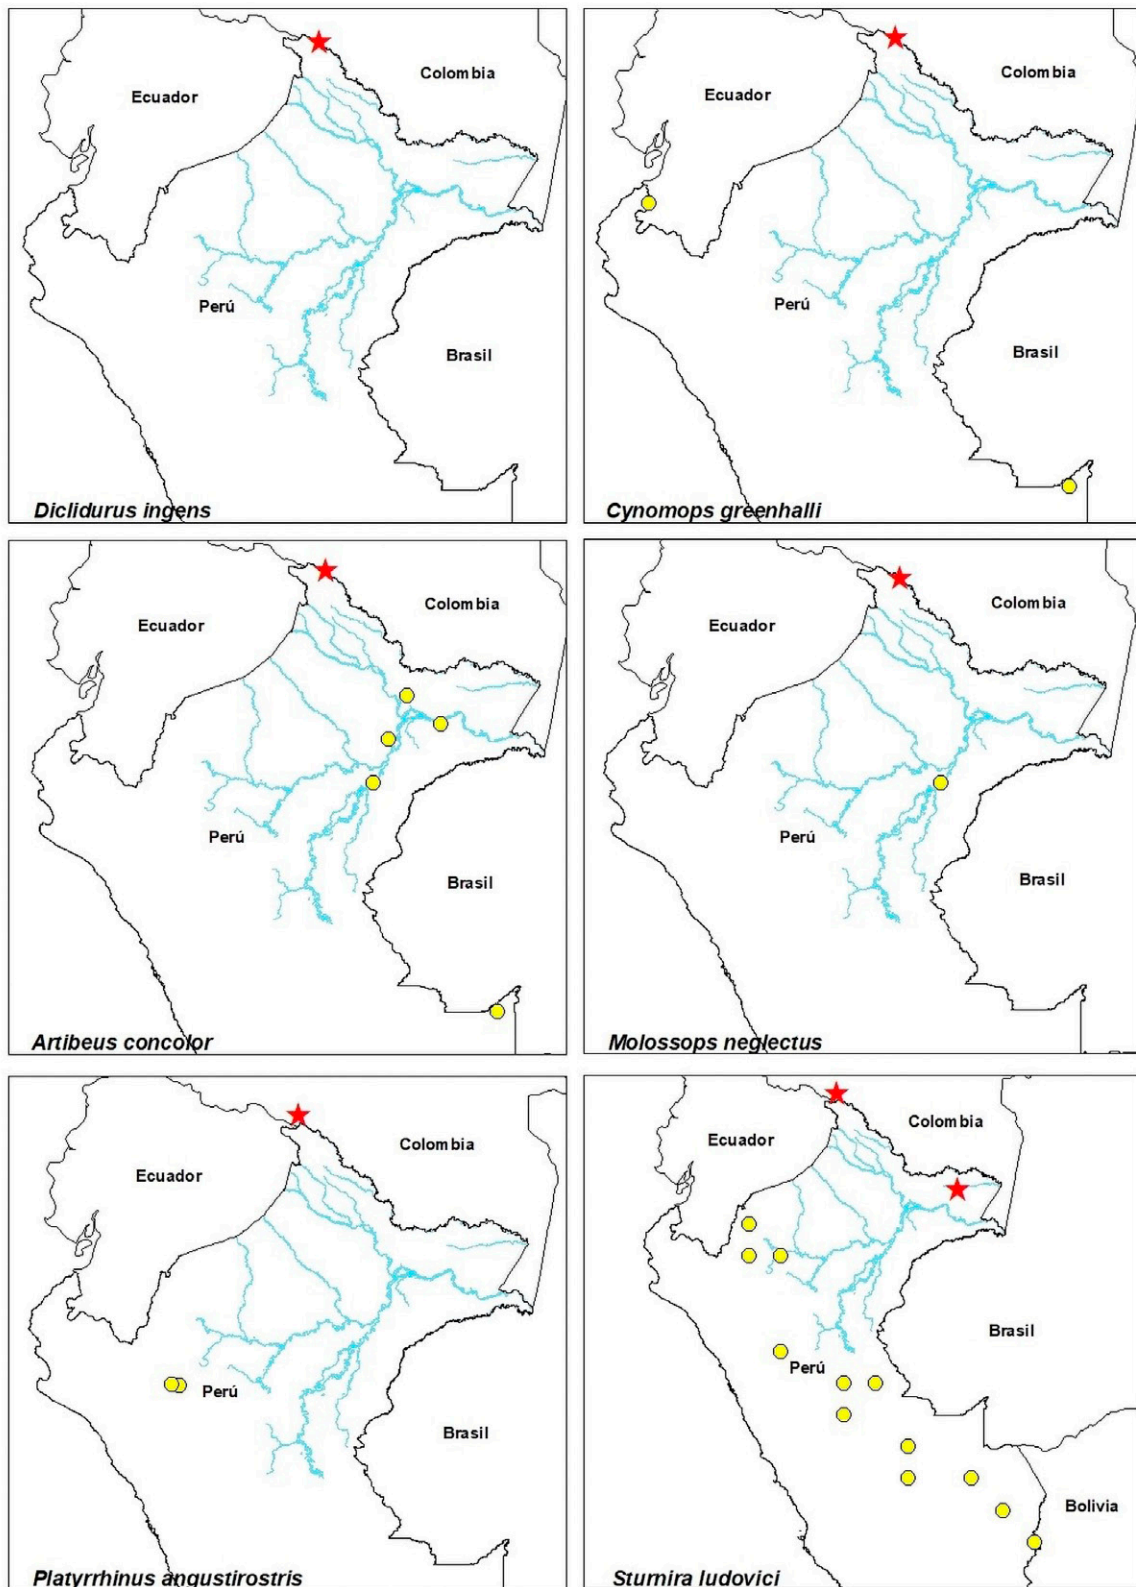 Colombia
Ecuador
Perú
Brasil
Diclidurus ingens
Colombia
Ecuador
Perú
Brasil
Cynomops greenhalli
Colombia
Ecuador
Perú
Brasil
Artibeus concolor
Colombia
Ecuador
Perú
Brasil
Molossops neglectus
Colombia
Ecuador
Perú
Brasil
Platyrrhinus angustirostris
Colombia
Ecuador
Brasil
Perú
Bolivia
Sturnira ludovici